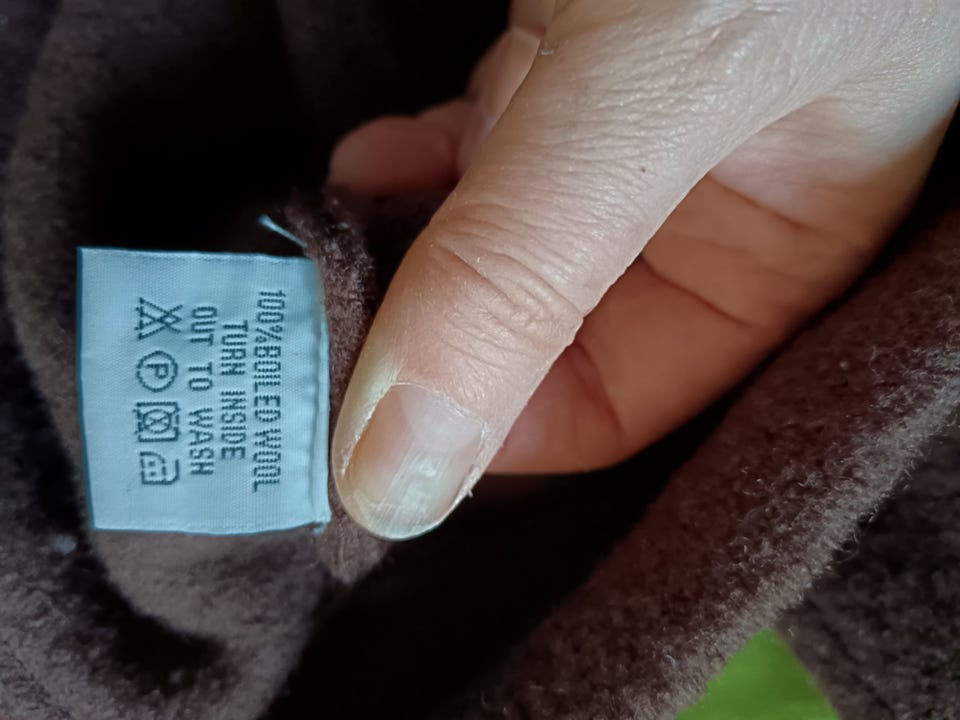 100%BOILED WOOL
TURN INSIDE
OUT TO WASH
P